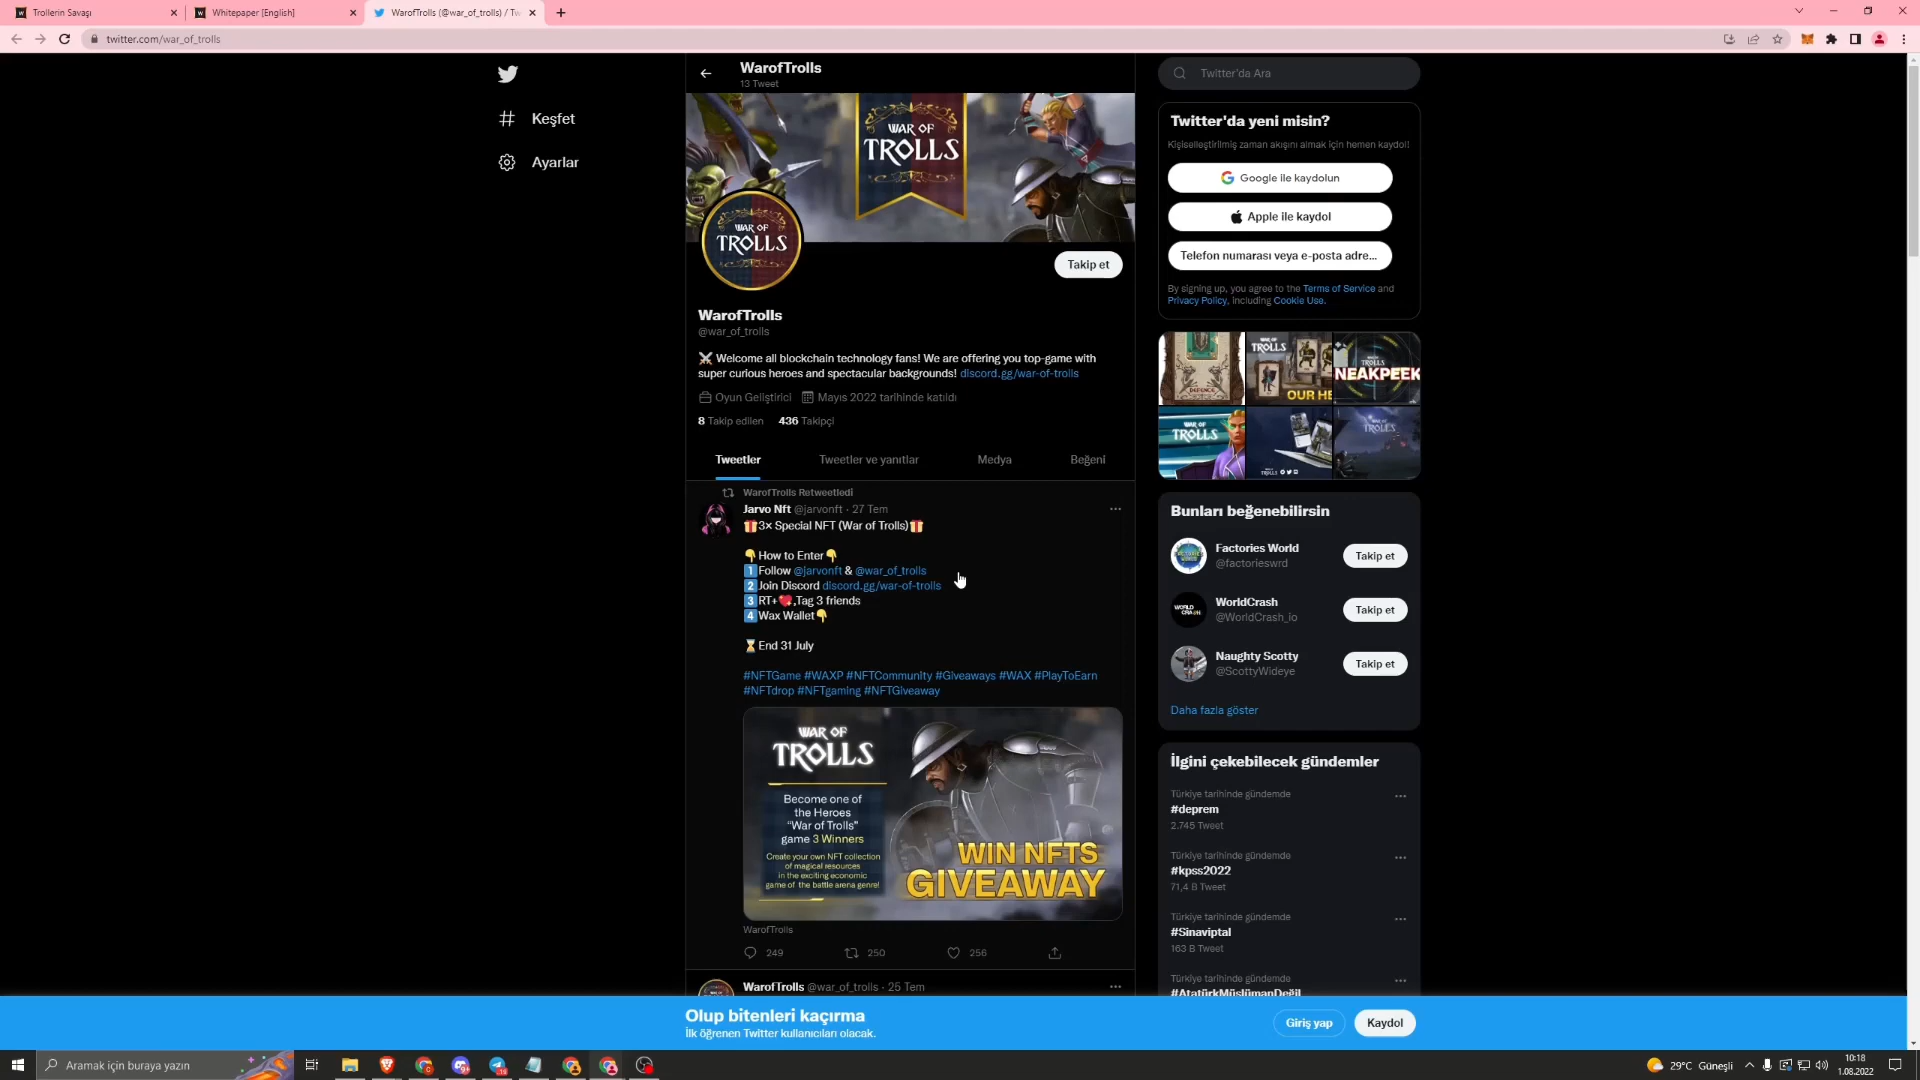 Trollerin Savaşı
Whitepaper [English]
WarofTrolls (@war_of_trolls) / Tw
twitter.com/war_of_trolls
Keşfet
Ayarlar
WarofTrolls
13 Tweet
WAR OF
TROLLS
WAR OF
TROLLS
Takip et
WarofTrolls
@war_of_trolls
Welcome all blockchain technology fans! We are offering you top-game with
super curious heroes and spectacular backgrounds! discord.gg/war-of-trolls
Oyun Geliştirici Mayıs 2022 tarihinde katıldı
8 Takip edilen 436 Takipçi
Tweetler
Tweetler ve yanıtlar
Medya
Beğeni
WarofTrolls Retweetledi
Jarvo Nft @jarvonft · 27 Tem
🎁3× Special NFT (War of Trolls)🎁
👇How to Enter👇
1️⃣Follow @jarvonft & @war_of_trolls
2️⃣Join Discord discord.gg/war-of-trolls
3️⃣RT+💖,Tag 3 friends
4️⃣Wax Wallet👇
⏳End 31 July
#NFTGame #WAXP #NFTCommunity #Giveaways #WAX #PlayToEarn
#NFTdrop #NFTgaming #NFTGiveaway
WAR OF
TROLLS
Become one of
the Heroes
"War of Trolls"
game 3 Winners
Create your own NFT collection
of magical resources
in the exciting economic
game of the battle arena genre!
WIN NFTS
GIVEAWAY
WarofTrolls
249
250
256
WarofTrolls @war_of_trolls · 25 Tem
Twitter'da Ara
Twitter'da yeni misin?
Kişiselleştirilmiş zaman akışını almak için hemen kaydol!
Google ile kaydolun
Apple ile kaydol
Telefon numarası veya e-posta adre...
By signing up, you agree to the Terms of Service and
Privacy Policy, including Cookie Use.
DEFENCE
WAR OF
TROLLS
OUR HE
TROLLS
NEAKPEEK
WAR OF
TROLLS
TROLLS
TROLLS
Bunları beğenebilirsin
Factories World
@factorieswrd
Takip et
WorldCrash
@WorldCrash_io
Takip et
Naughty Scotty
@ScottyWideye
Takip et
Daha fazla göster
İlgini çekebilecek gündemler
Türkiye tarihinde gündemde
#deprem
2.745 Tweet
Türkiye tarihinde gündemde
#kpss2022
71,4 B Tweet
Türkiye tarihinde gündemde
#Sinaviptal
163 B Tweet
Türkiye tarihinde gündemde
#AtatürkMüslümanDeğil
Olup bitenleri kaçırma
İlk öğrenen Twitter kullanıcıları olacak.
Giriş yap
Kaydol
Aramak için buraya yazın
29°C Güneşli
10:18
1.08.2022